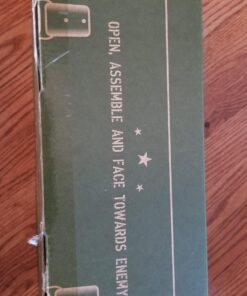 OPEN, ASSEMBLE AND FACE TOWARDS ENEMY